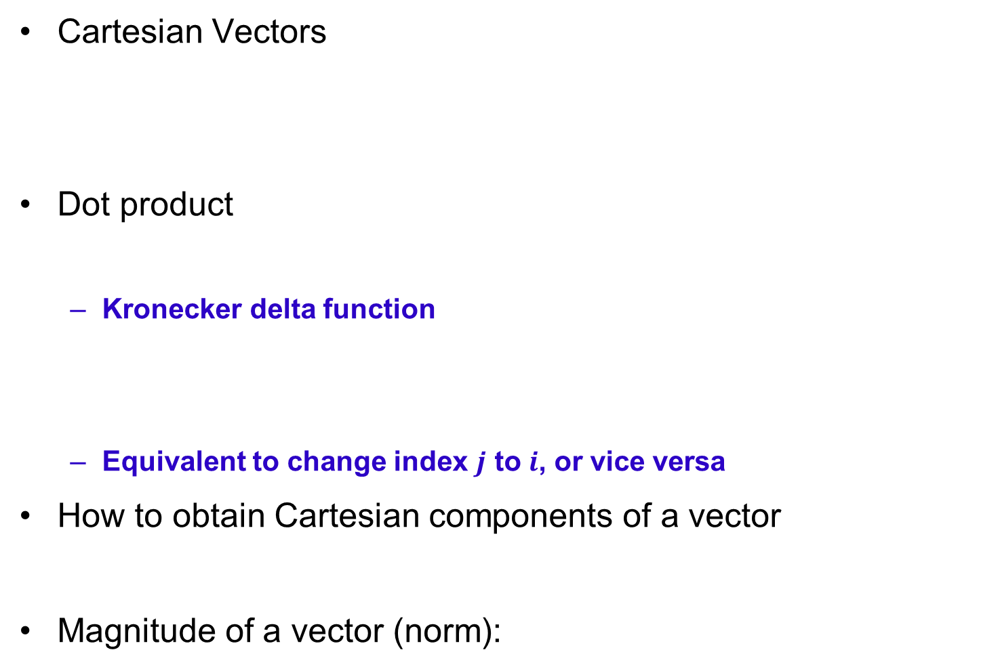 • Cartesian Vectors
• Dot product
– Kronecker delta function
– Equivalent to change index j to i, or vice versa
• How to obtain Cartesian components of a vector
• Magnitude of a vector (norm):